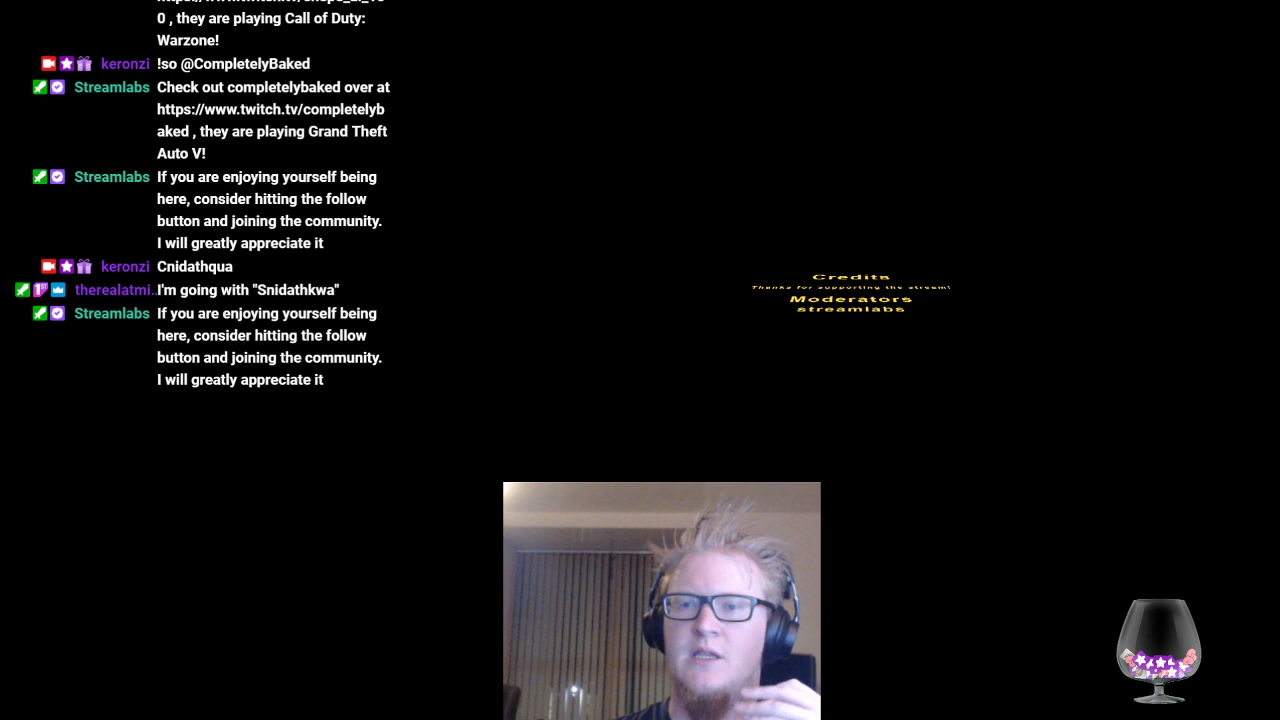 0 , they are playing Call of Duty:
Warzone!
keronzi !so @CompletelyBaked
Streamlabs Check out completelybaked over at
https://www.twitch.tv/completelyb
aked , they are playing Grand Theft
Auto V!
Streamlabs If you are enjoying yourself being
here, consider hitting the follow
button and joining the community.
I will greatly appreciate it
keronzi Cnidathqua
therealatmi.. I'm going with "Snidathkwa"
Streamlabs If you are enjoying yourself being
here, consider hitting the follow
button and joining the community.
I will greatly appreciate it
Credits
Thanks for supporting the stream!
Moderators
streamlabs